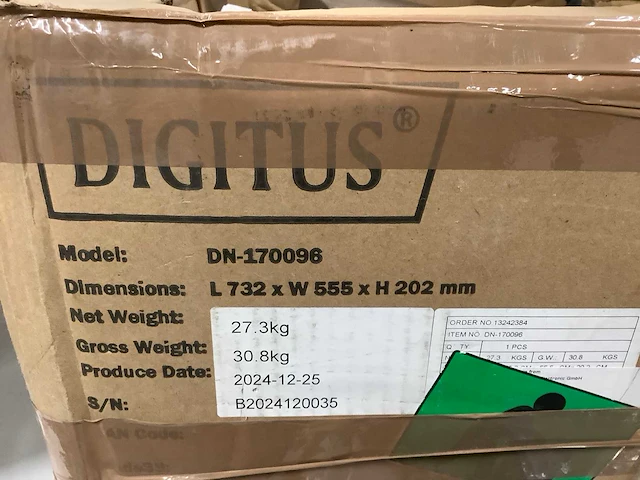 DIGITUS®
Model: DN-170096
Dimensions: L 732 x W 555 x H 202 mm
Net Weight: 27.3kg
Gross Weight: 30.8kg
Produce Date: 2024-12-25
S/N: B2024120035
ORDER NO 13242384
ITEM NO. DN-170096
Q TY. 1 PCS
27.3 KGS G.W.: 30.8 KGS
GmbH